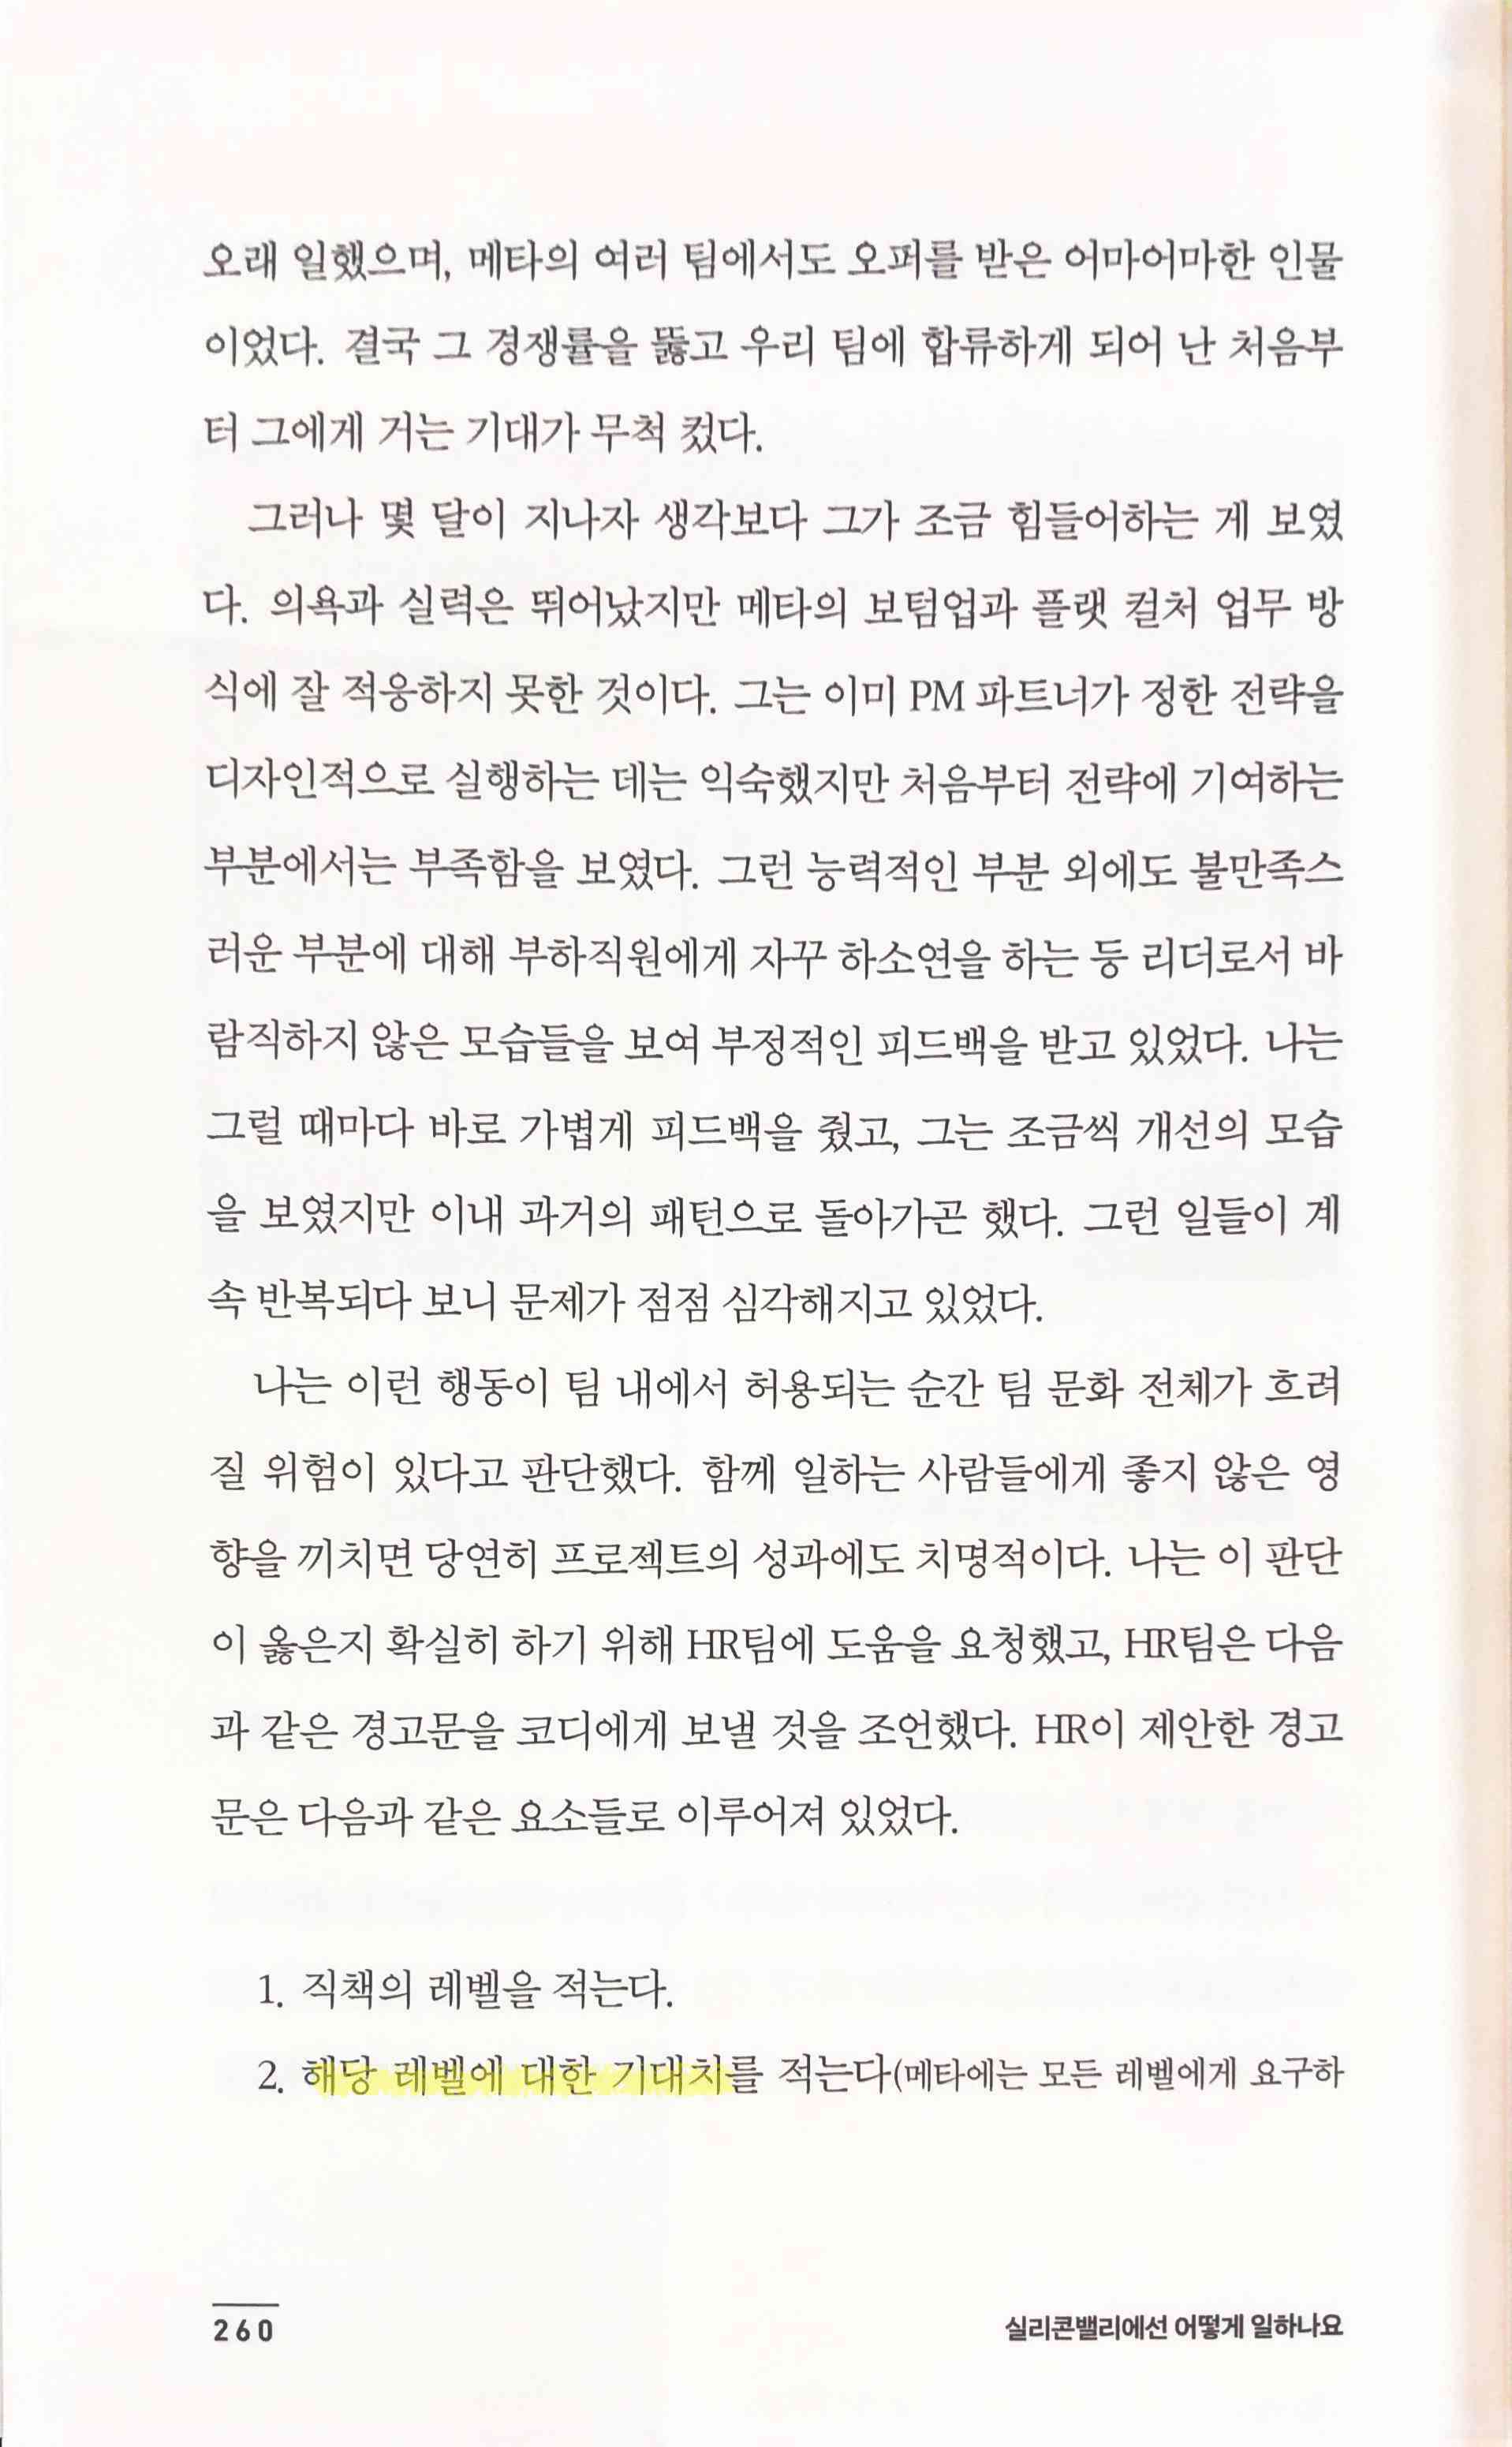 오래 일했으며, 메타의 여러 팀에서도 오퍼를 받은 어마어마한 인물
이었다. 결국 그 경쟁률을 뚫고 우리 팀에 합류하게 되어 난 처음부
터 그에게 거는 기대가 무척 컸다.
그러나 몇 달이 지나자 생각보다 그가 조금 힘들어하는 게 보였
다. 의욕과 실력은 뛰어났지만 메타의 보텀업과 플랫 컬처 업무 방
식에 잘 적응하지 못한 것이다. 그는 이미 PM 파트너가 정한 전략을
디자인적으로 실행하는 데는 익숙했지만 처음부터 전략에 기여하는
부분에서는 부족함을 보였다. 그런 능력적인 부분 외에도 불만족스
러운 부분에 대해 부하직원에게 자꾸 하소연을 하는 등 리더로서 바
람직하지 않은 모습들을 보여 부정적인 피드백을 받고 있었다. 나는
그럴 때마다 바로 가볍게 피드백을 줬고, 그는 조금씩 개선의 모습
을 보였지만 이내 과거의 패턴으로 돌아가곤 했다. 그런 일들이 계
속 반복되다 보니 문제가 점점 심각해지고 있었다.
나는 이런 행동이 팀 내에서 허용되는 순간 팀 문화 전체가 흐려
질 위험이 있다고 판단했다. 함께 일하는 사람들에게 좋지 않은 영
향을 끼치면 당연히 프로젝트의 성과에도 치명적이다. 나는 이 판단
이 옳은지 확실히 하기 위해 HR팀에 도움을 요청했고, HR팀은 다음
과 같은 경고문을 코디에게 보낼 것을 조언했다. HR이 제안한 경고
문은 다음과 같은 요소들로 이루어져 있었다.
1. 직책의 레벨을 적는다.
2. 해당 레벨에 대한 기대치를 적는다(메타에는 모든 레벨에게 요구하
260
실리콘밸리에선 어떻게 일하나요